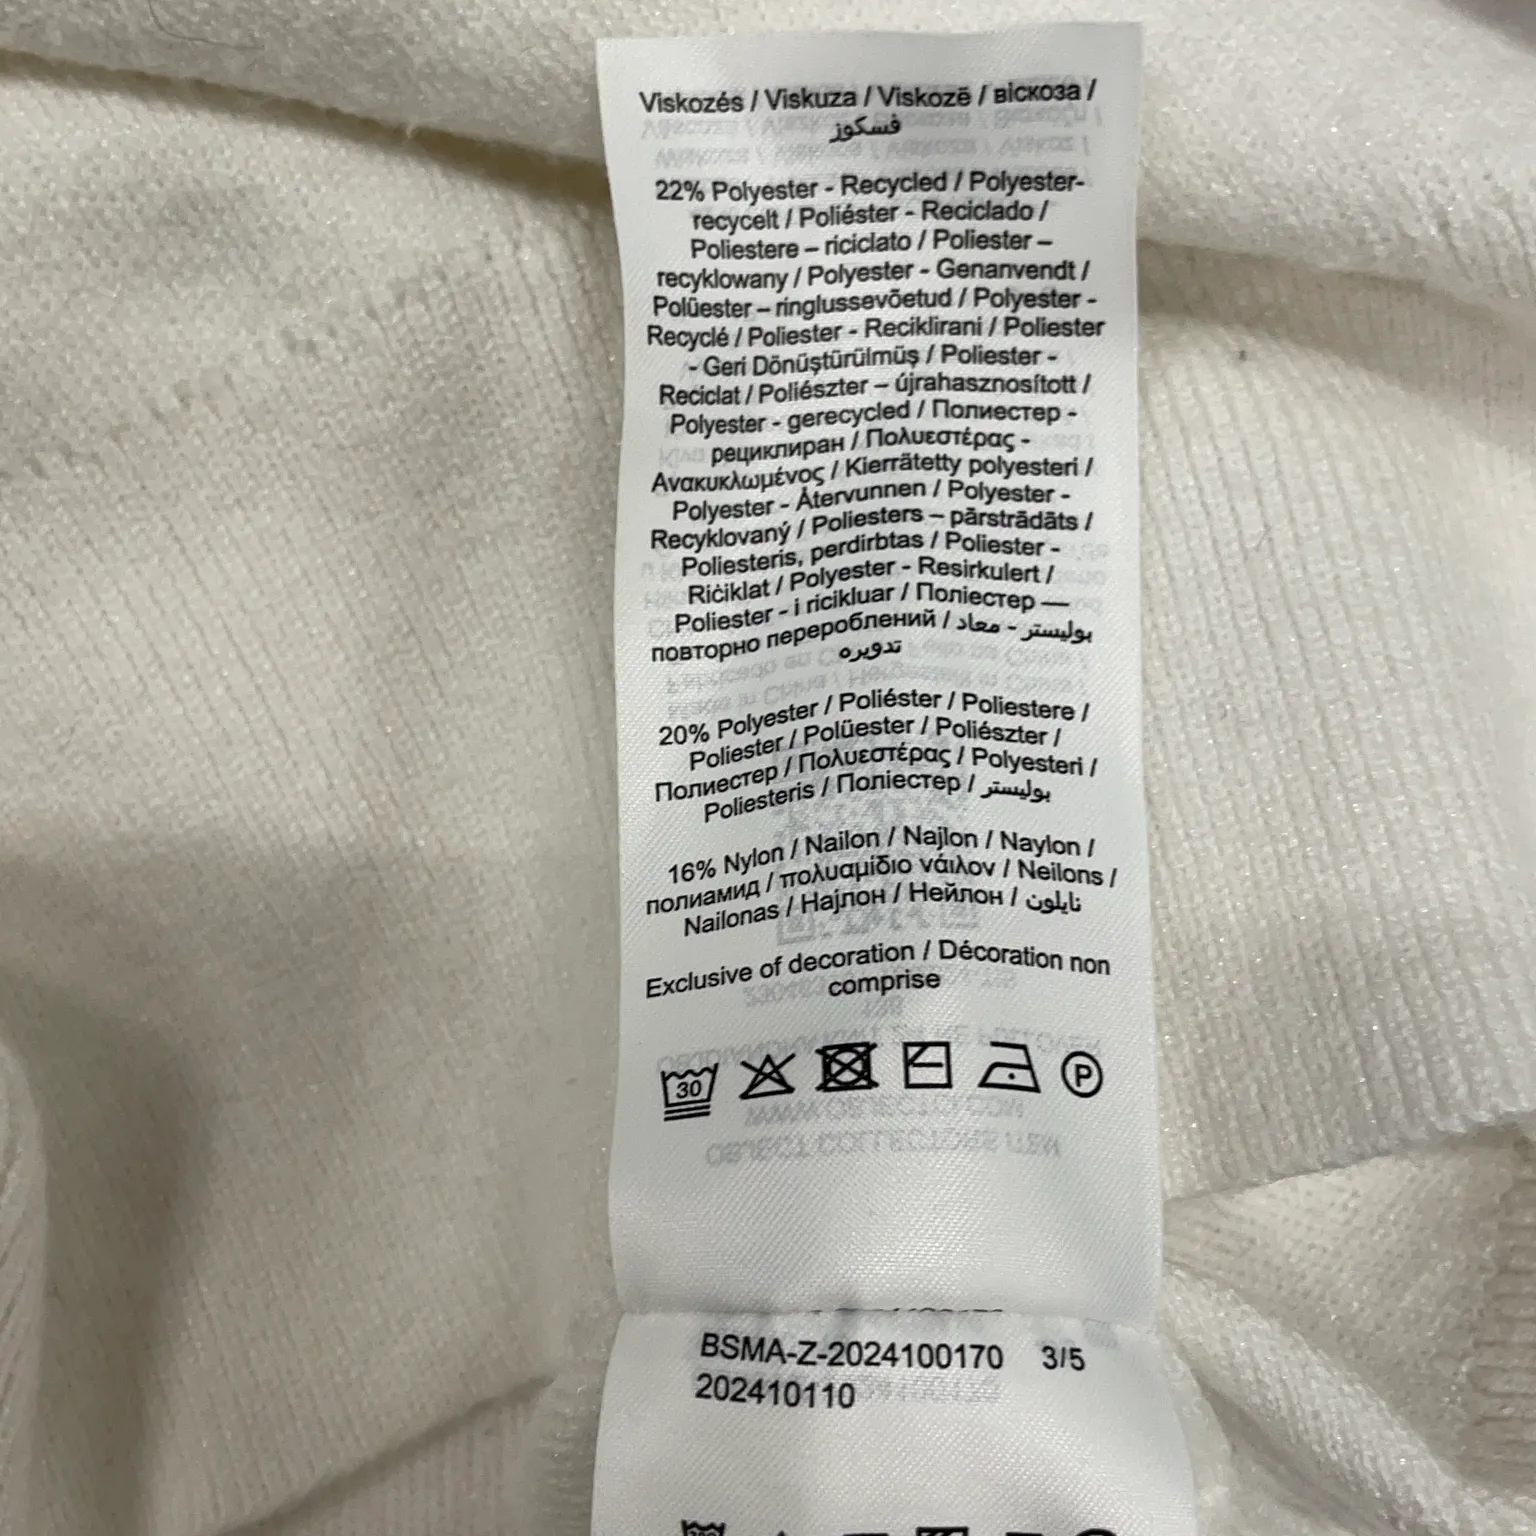 Viskozés / Viskuza / Viskozë / віскоза /
فسكوز
22% Polyester - Recycled / Polyester-
recycelt / Poliéster - Reciclado /
Poliestere – riciclato / Poliester –
recyklowany / Polyester - Genanvendt /
Polüester – ringlussevõetud / Polyester -
Recyclé / Poliester - Reciklirani / Poliester
- Geri Dönüştürülmüş / Poliester -
Reciclat / Poliészter – újrahasznosított /
Polyester - gerecycled / Полиестер -
рециклиран / Πολυεστέρας -
Ανακυκλωμένος / Kierrätetty polyesteri /
Polyester - Återvunnen / Polyester -
Recyklovaný / Poliesters – pārstrādāts /
Poliesteris, perdirbtas / Poliester -
Riċiklat / Polyester - Resirkulert /
Poliester - i ricikluar / Поліестер —
повторно перероблений / بوليستر - معاد
تدويره
20% Polyester / Poliéster / Poliestere /
Poliester / Polüester / Poliészter /
Полиестер / Πολυεστέρας / Polyesteri /
Poliesteris / Поліестер / بوليستر
16% Nylon / Nailon / Najlon / Naylon /
полиамид / πολυαμίδιο νάιλον / Neilons /
Nailonas / Најлон / Нейлон / نايلون
Exclusive of decoration / Décoration non
comprise
30
P
BSMA-Z-2024100170 3/5
202410110